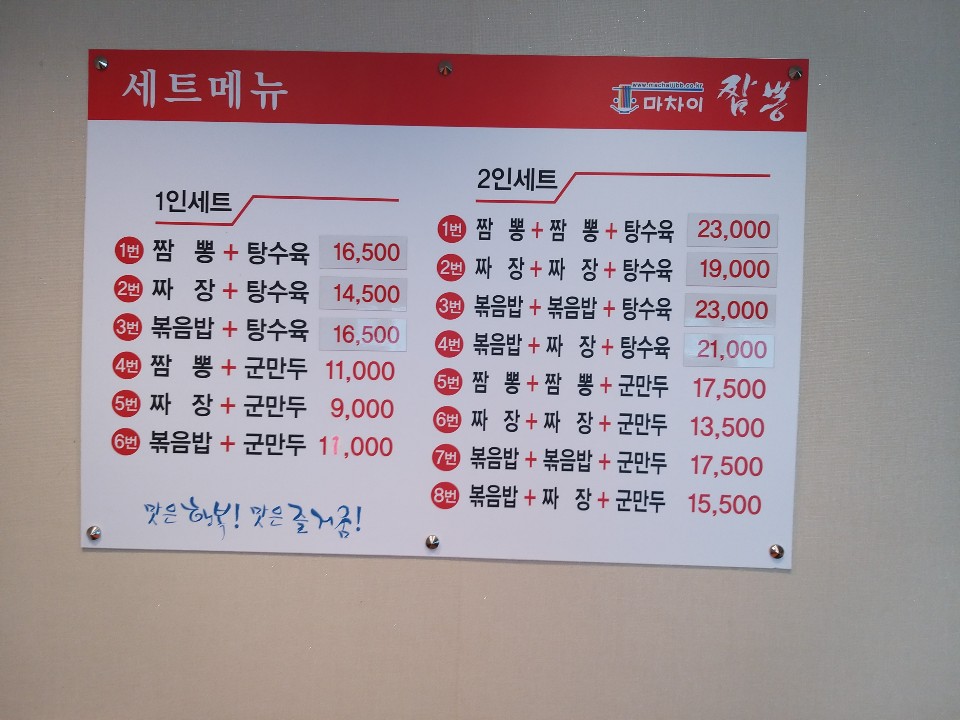 세트메뉴
www.machaijjbb.co.kr
마차이 짬뽕
1인세트
1번 짬 뽕 + 탕수육 16,500
2번 짜 장 + 탕수육 14,500
3번 볶음밥 + 탕수육 16,500
4번 짬 뽕 + 군만두 11,000
5번 짜 장 + 군만두 9,000
6번 볶음밥 + 군만두 11,000
맛은 행복! 맛은 즐거움!
2인세트
1번 짬 뽕 + 짬 뽕 + 탕수육 23,000
2번 짜 장 + 짜 장 + 탕수육 19,000
3번 볶음밥 + 볶음밥 + 탕수육 23,000
4번 볶음밥 + 짜 장 + 탕수육 21,000
5번 짬 뽕 + 짬 뽕 + 군만두 17,500
6번 짜 장 + 짜 장 + 군만두 13,500
7번 볶음밥 + 볶음밥 + 군만두 17,500
8번 볶음밥 + 짜 장 + 군만두 15,500